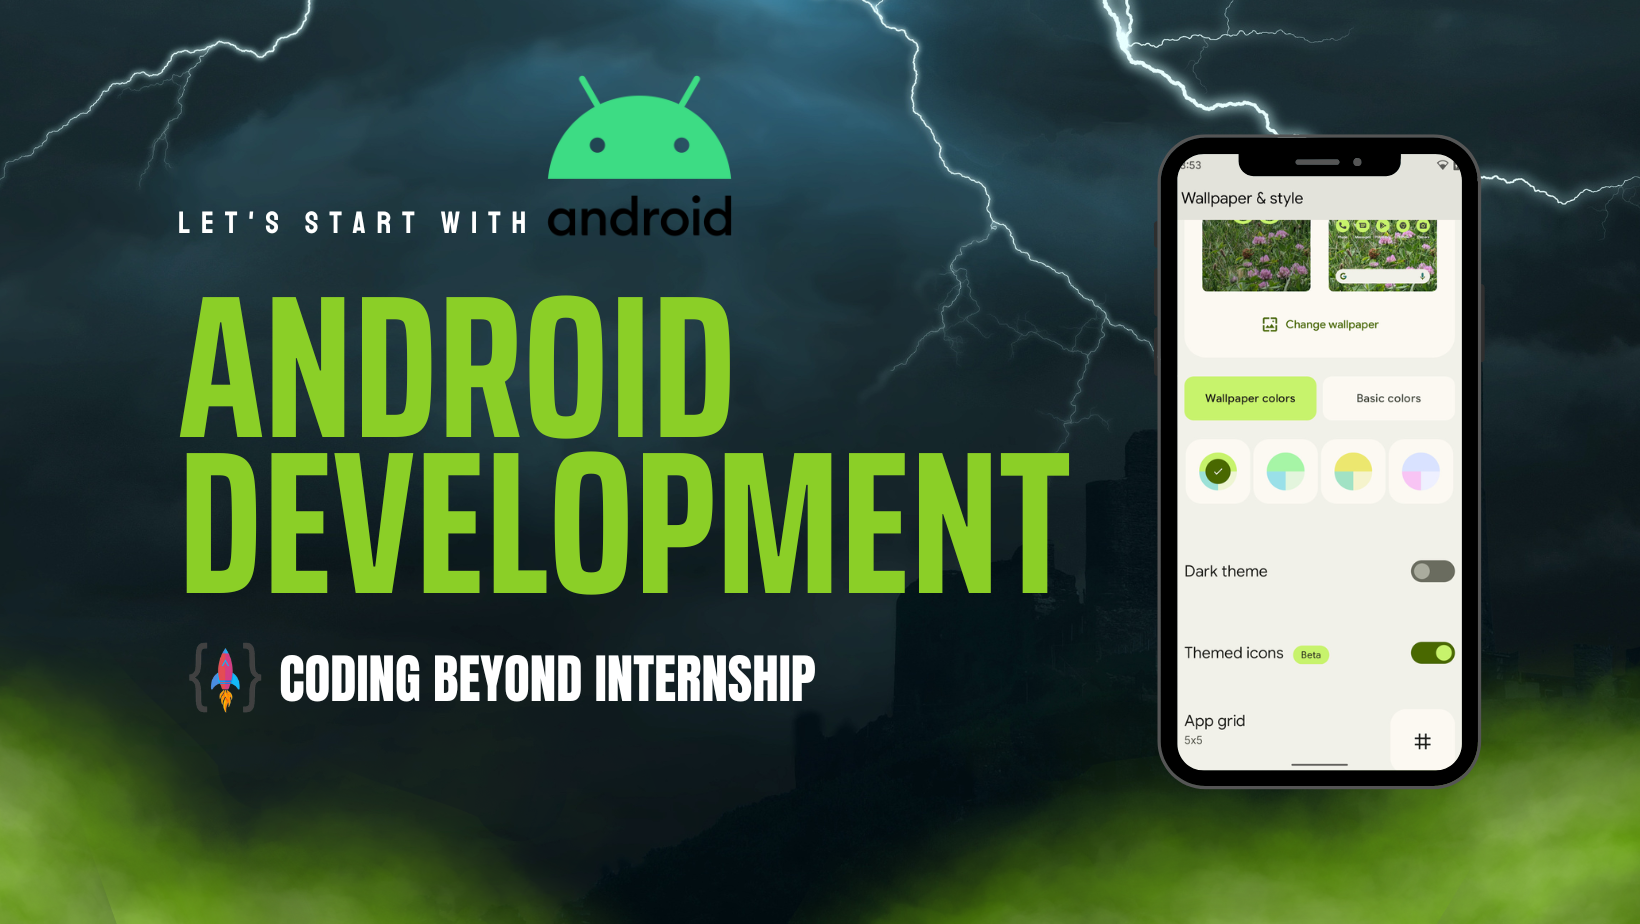 LET'S START WITH
android
ANDROID
DEVELOPMENT
{ } CODING BEYOND INTERNSHIP
:53
Wallpaper & style
G
Change wallpaper
Wallpaper colors
Basic colors
Dark theme
Themed icons Beta
App grid
5x5